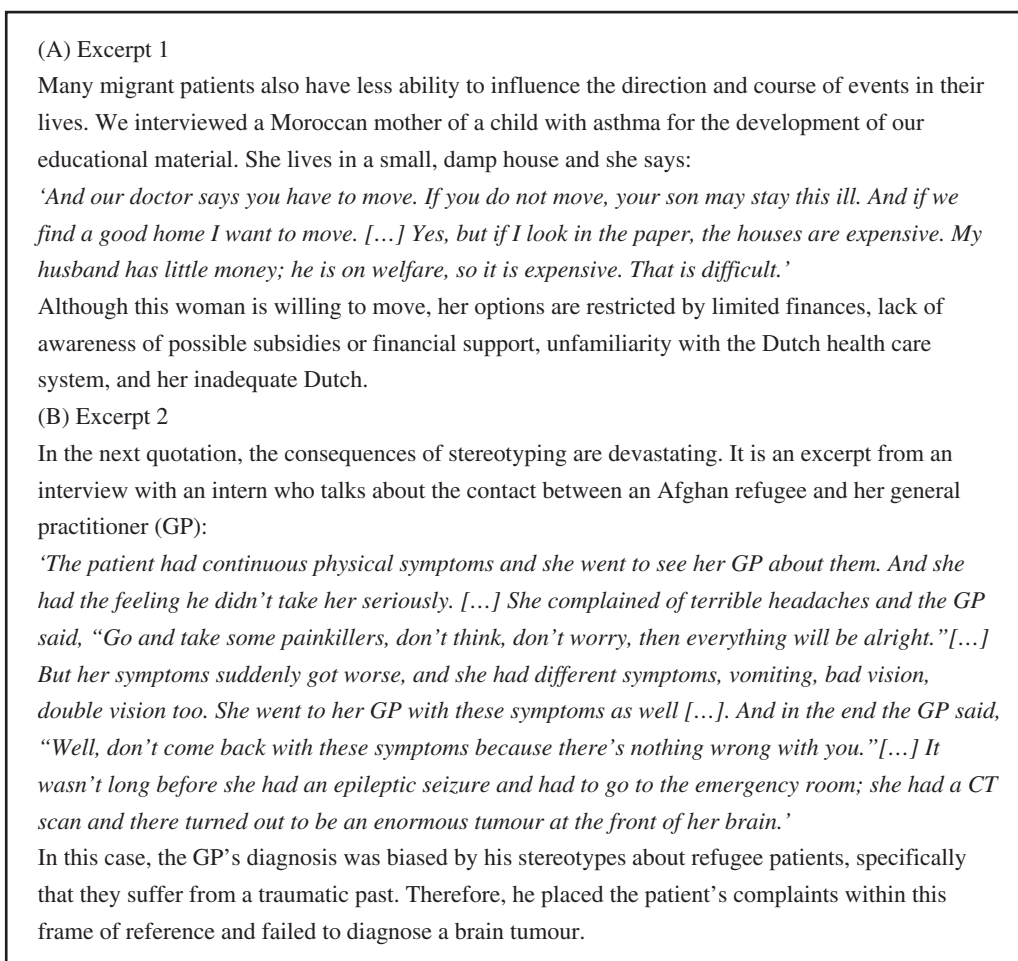 (A) Excerpt 1
Many migrant patients also have less ability to influence the direction and course of events in their
lives. We interviewed a Moroccan mother of a child with asthma for the development of our
educational material. She lives in a small, damp house and she says:
‘And our doctor says you have to move. If you do not move, your son may stay this ill. And if we
find a good home I want to move. […] Yes, but if I look in the paper, the houses are expensive. My
husband has little money; he is on welfare, so it is expensive. That is difficult.’
Although this woman is willing to move, her options are restricted by limited finances, lack of
awareness of possible subsidies or financial support, unfamiliarity with the Dutch health care
system, and her inadequate Dutch.
(B) Excerpt 2
In the next quotation, the consequences of stereotyping are devastating. It is an excerpt from an
interview with an intern who talks about the contact between an Afghan refugee and her general
practitioner (GP):
‘The patient had continuous physical symptoms and she went to see her GP about them. And she
had the feeling he didn’t take her seriously. […] She complained of terrible headaches and the GP
said, “Go and take some painkillers, don’t think, don’t worry, then everything will be alright.”[…]
But her symptoms suddenly got worse, and she had different symptoms, vomiting, bad vision,
double vision too. She went to her GP with these symptoms as well […]. And in the end the GP said,
“Well, don’t come back with these symptoms because there’s nothing wrong with you.”[…] It
wasn’t long before she had an epileptic seizure and had to go to the emergency room; she had a CT
scan and there turned out to be an enormous tumour at the front of her brain.’
In this case, the GP’s diagnosis was biased by his stereotypes about refugee patients, specifically
that they suffer from a traumatic past. Therefore, he placed the patient’s complaints within this
frame of reference and failed to diagnose a brain tumour.